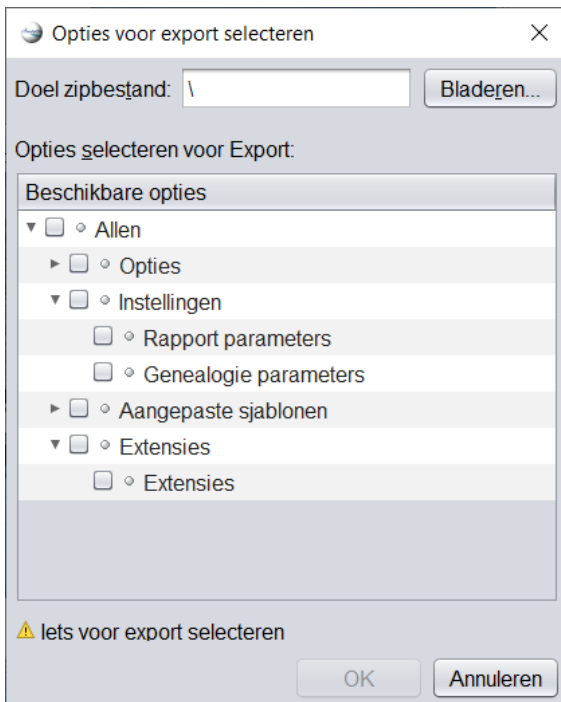 Opties voor export selecteren
Doel zipbestand: \ Bladeren...
Opties selecteren voor Export:
Beschikbare opties
Allen
Opties
Instellingen
Rapport parameters
Genealogie parameters
Aangepaste sjablonen
Extensies
Extensies
Iets voor export selecteren
OK Annuleren